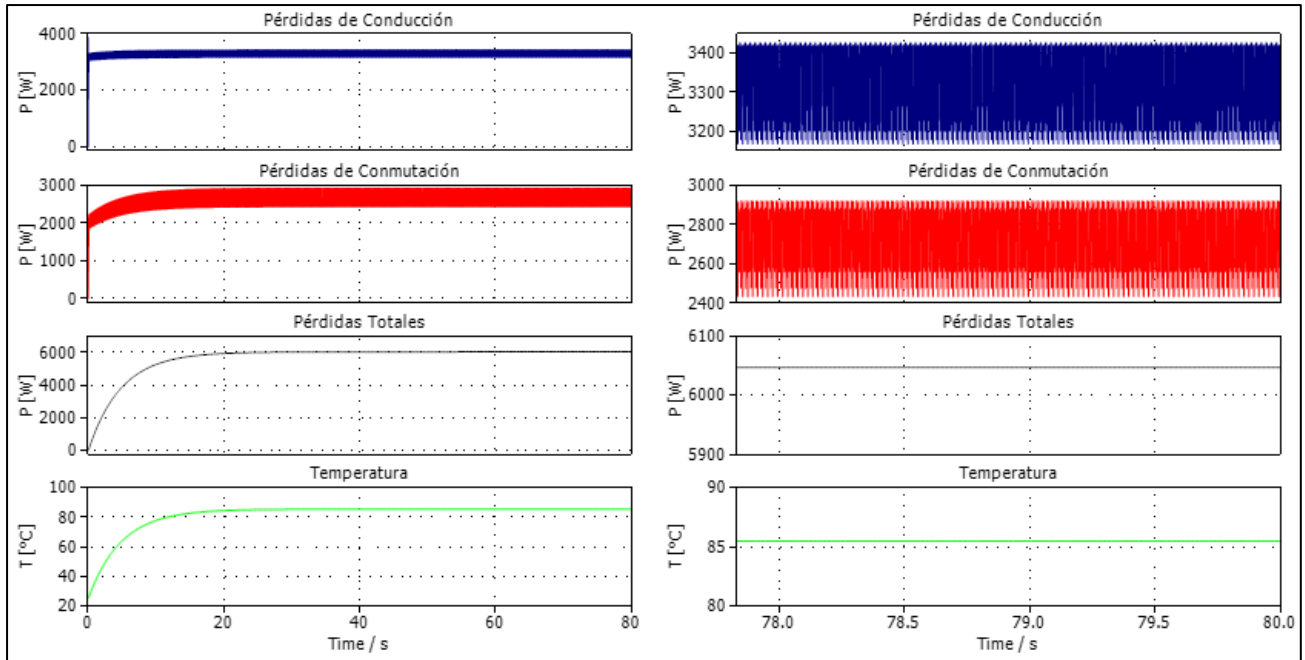 Pérdidas de Conducción
4000
2000
0
P [W]
Pérdidas de Conmutación
3000
2000
1000
0
P [W]
Pérdidas Totales
6000
4000
2000
0
P [W]
Temperatura
100
80
60
40
20
T [ºC]
0 20 40 60 80
Time / s
Pérdidas de Conducción
3400
3300
3200
P [W]
Pérdidas de Conmutación
3000
2800
2600
2400
P [W]
Pérdidas Totales
6100
6000
5900
P [W]
Temperatura
90
85
80
T [ºC]
78.0 78.5 79.0 79.5 80.0
Time / s